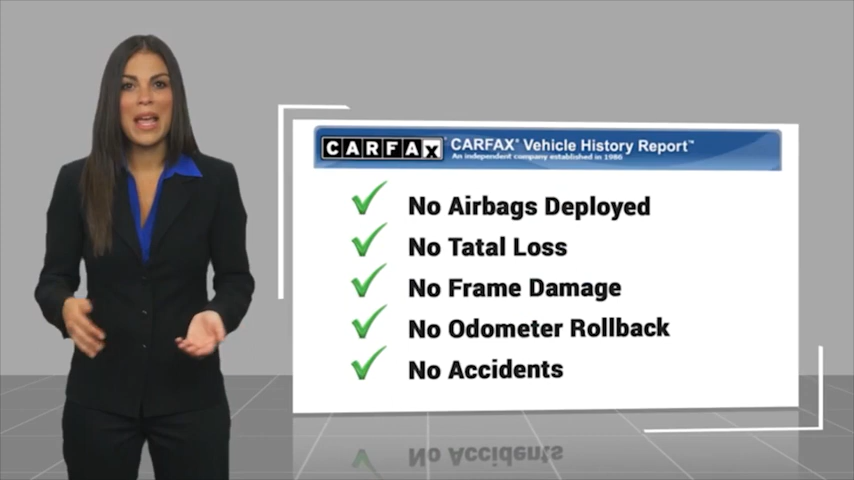 CARFAX CARFAX® Vehicle History Report™
An independent company established in 1986
No Airbags Deployed
No Tatal Loss
No Frame Damage
No Odometer Rollback
No Accidents
No Accidents